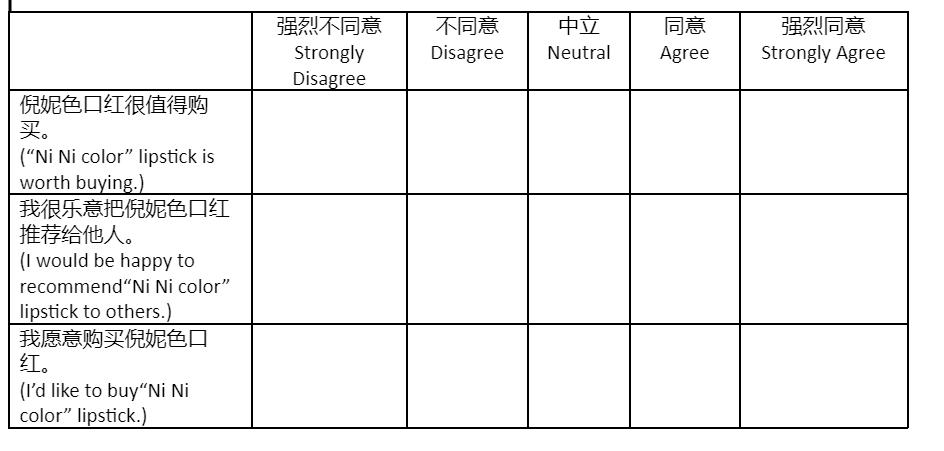 强烈不同意
Strongly
Disagree
不同意
Disagree
中立
Neutral
同意
Agree
强烈同意
Strongly Agree
倪妮色口红很值得购
买。
(“Ni Ni color” lipstick is
worth buying.)
我很乐意把倪妮色口红
推荐给他人。
(I would be happy to
recommend“Ni Ni color”
lipstick to others.)
我愿意购买倪妮色口
红。
(I’d like to buy“Ni Ni
color” lipstick.)